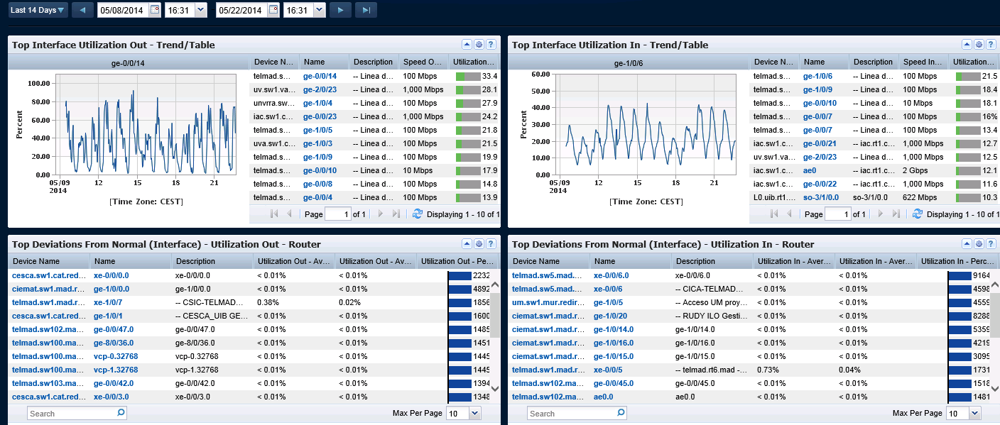 Last 14 Days 05/08/2014 16:31 05/22/2014 16:31
Top Interface Utilization Out - Trend/Table
ge-0/0/14
Percent
100.00
80.00
60.00
40.00
20.00
0.00
05/09 12 15 18 21
2014
[Time Zone: CEST]
Device N... Name Description Speed O... Utilization...
telmad.s... ge-0/0/14 -- Linea d... 100 Mbps 33.4
uv.sw1.va... ge-2/0/23 -- Linea d... 1,000 Mbps 28.1
unvrra.sw... ge-1/0/4 -- Linea d... 100 Mbps 27.9
iac.sw1.c... ge-0/0/23 -- Linea d... 1,000 Mbps 24.2
telmad.s... ge-1/0/5 -- Linea d... 100 Mbps 21.8
uva.sw1.c... ge-1/0/3 -- Linea d... 100 Mbps 21.5
telmad.s... ge-1/0/9 -- Linea d... 100 Mbps 19.9
telmad.s... ge-0/0/10 -- Linea d... 10 Mbps 17.9
telmad.s... ge-0/0/8 -- Linea d... 100 Mbps 14.8
telmad.s... ge-0/0/4 -- Linea d... 100 Mbps 13.9
Page 1 of 1 Displaying 1 - 10 of 1
Top Interface Utilization In - Trend/Table
ge-1/0/6
Percent
60.00
50.00
40.00
30.00
20.00
10.00
0.00
05/09 12 15 18 21
2014
[Time Zone: CEST]
Device N... Name Description Speed In... Utilization...
telmad.s... ge-1/0/6 -- Linea d... 100 Mbps 21.5
telmad.s... ge-1/0/9 -- Linea d... 100 Mbps 18.4
telmad.s... ge-0/0/10 -- Linea d... 10 Mbps 18.1
telmad.s... ge-0/0/7 -- Linea d... 100 Mbps 16%
telmad.s... ge-0/0/7 -- Linea d... 100 Mbps 13.4
iac.sw1.c... ge-0/0/21 -- iac.rt1.c... 1,000 Mbps 12.7
uv.sw1.va... ge-2/0/23 -- Linea d... 1,000 Mbps 12.5
iac.sw1.c... ae0 -- iac.rt1.c... 2 Gbps 12.1
iac.sw1.c... ge-0/0/22 -- iac.rt1.c... 1,000 Mbps 11.6
L0.uib.rt1... so-3/1/0.0 so-3/1/0.0 622 Mbps 10.3
Page 1 of 1 Displaying 1 - 10 of 1
Top Deviations From Normal (Interface) - Utilization Out - Router
Device Name Name Description Utilization Out - Av... Utilization Out - Av... Utilization Out - Pe...
cesca.sw1.cat.red... xe-0/0/0.0 xe-0/0/0.0 < 0.01% < 0.01% 2232
ciemat.sw1.mad.r... ge-1/0/0.0 ge-1/0/0.0 < 0.01% < 0.01% 4892
telmad.sw1.mad.r... xe-1/0/7 -- CSIC-TELMAD... 0.38% 0.02% 1856
cesca.sw1.cat.red... ge-1/0/1 -- CESCA_UIB GE... < 0.01% < 0.01% 1600
telmad.sw102.ma... ge-0/0/47.0 ge-0/0/47.0 < 0.01% < 0.01% 1485
telmad.sw100.ma... ge-8/0/36.0 ge-8/0/36.0 < 0.01% < 0.01% 1451
telmad.sw100.ma... vcp-0.32768 vcp-0.32768 < 0.01% < 0.01% 1445
telmad.sw100.ma... vcp-1.32768 vcp-1.32768 < 0.01% < 0.01% 1445
telmad.sw103.ma... ge-0/0/42.0 ge-0/0/42.0 < 0.01% < 0.01% 1394
cesca.sw1.cat.red... xe-0/0/3.0 xe-0/0/3.0 < 0.01% < 0.01% 1348
Search Max Per Page 10
Top Deviations From Normal (Interface) - Utilization In - Router
Device Name Name Description Utilization In - Aver... Utilization In - Aver... Utilization In - Perc...
telmad.sw5.mad.... xe-0/0/6.0 xe-0/0/6.0 < 0.01% < 0.01% 9164
telmad.sw5.mad.... xe-0/0/6 -- CICA-TELMAD... < 0.01% < 0.01% 4598
um.sw1.mur.redir... ge-1/0/5 -- Acceso UM proy... < 0.01% < 0.01% 4559
ciemat.sw1.mad.r... ge-1/0/20 -- RUDY ILO Gesti... < 0.01% < 0.01% 8288
ciemat.sw1.mad.r... ge-1/0/14.0 ge-1/0/14.0 < 0.01% < 0.01% 5359
ciemat.sw1.mad.r... ge-1/0/16.0 ge-1/0/16.0 < 0.01% < 0.01% 4219
ciemat.sw1.mad.r... ge-1/0/15.0 ge-1/0/15.0 < 0.01% < 0.01% 3095
telmad.sw1.mad.r... xe-0/0/5 -- telmad.rt6.mad -... 0.73% 0.04% 1731
telmad.sw102.ma... ge-0/0/45.0 ge-0/0/45.0 < 0.01% < 0.01% 1518
telmad.sw102.ma... ae0.0 ae0.0 < 0.01% < 0.01% 1481
Search Max Per Page 10